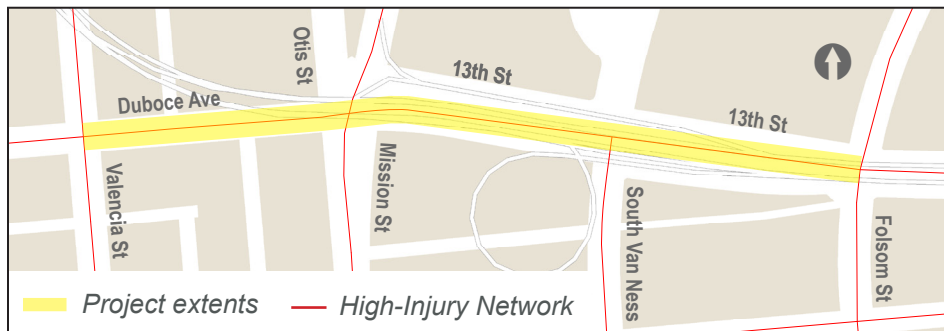 Otis St
13th St
Duboce Ave
13th St
Valencia St
Mission St
South Van Ness
Folsom St
Project extents
High-Injury Network